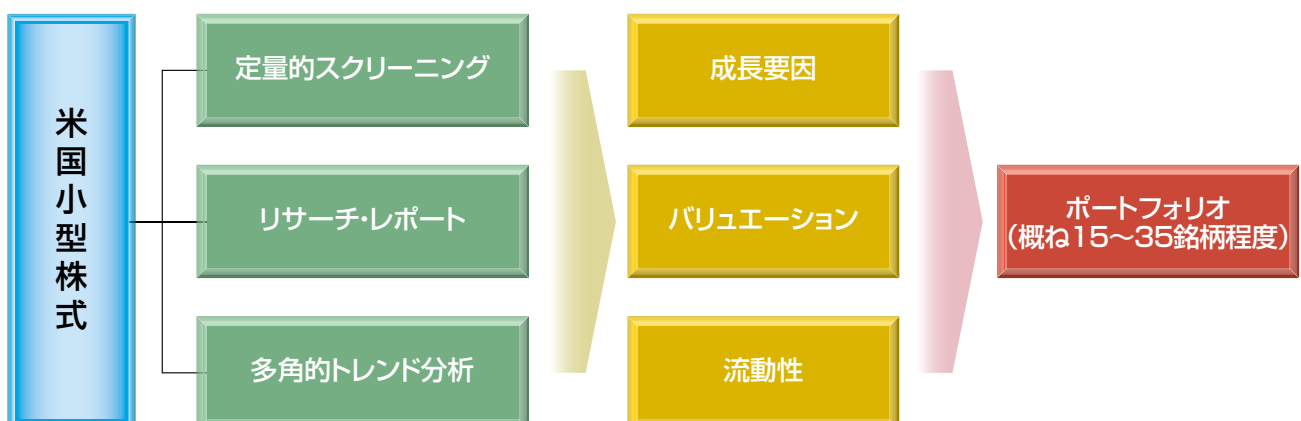 米国小型株式
定量的スクリーニング
リサーチ・レポート
多角的トレンド分析
成長要因
バリュエーション
流動性
ポートフォリオ
(概ね15〜35銘柄程度)